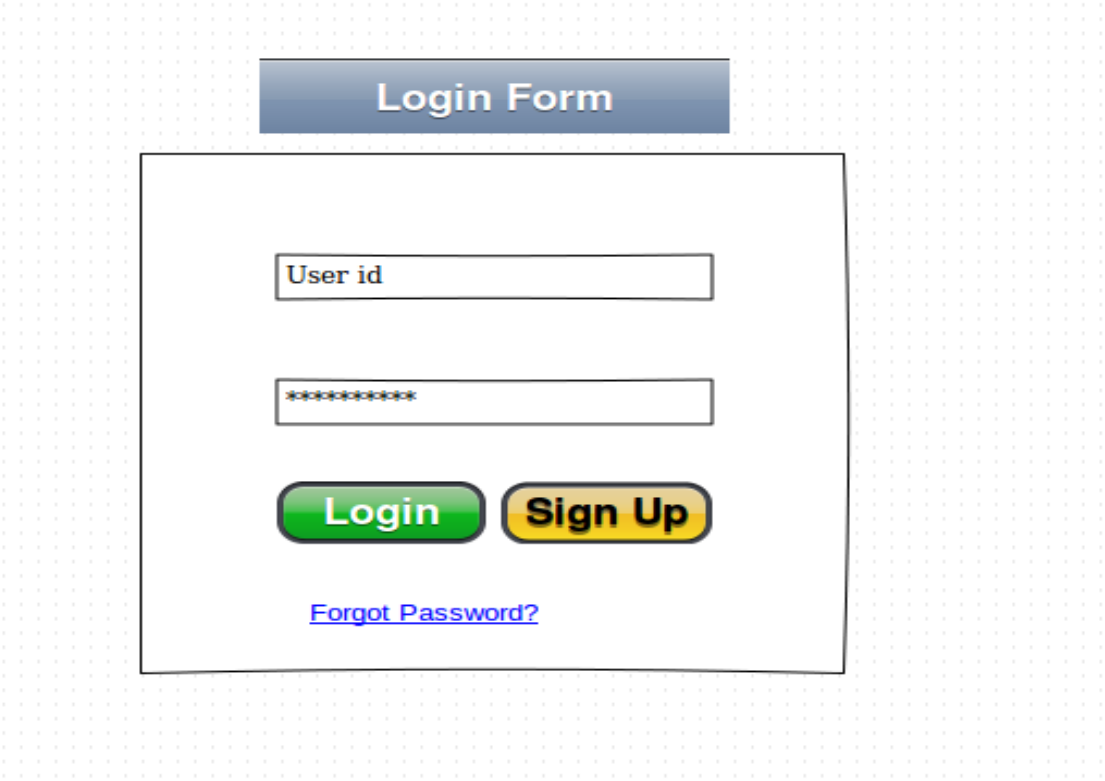 Login Form
User id
**********
Login Sign Up
Forgot Password?